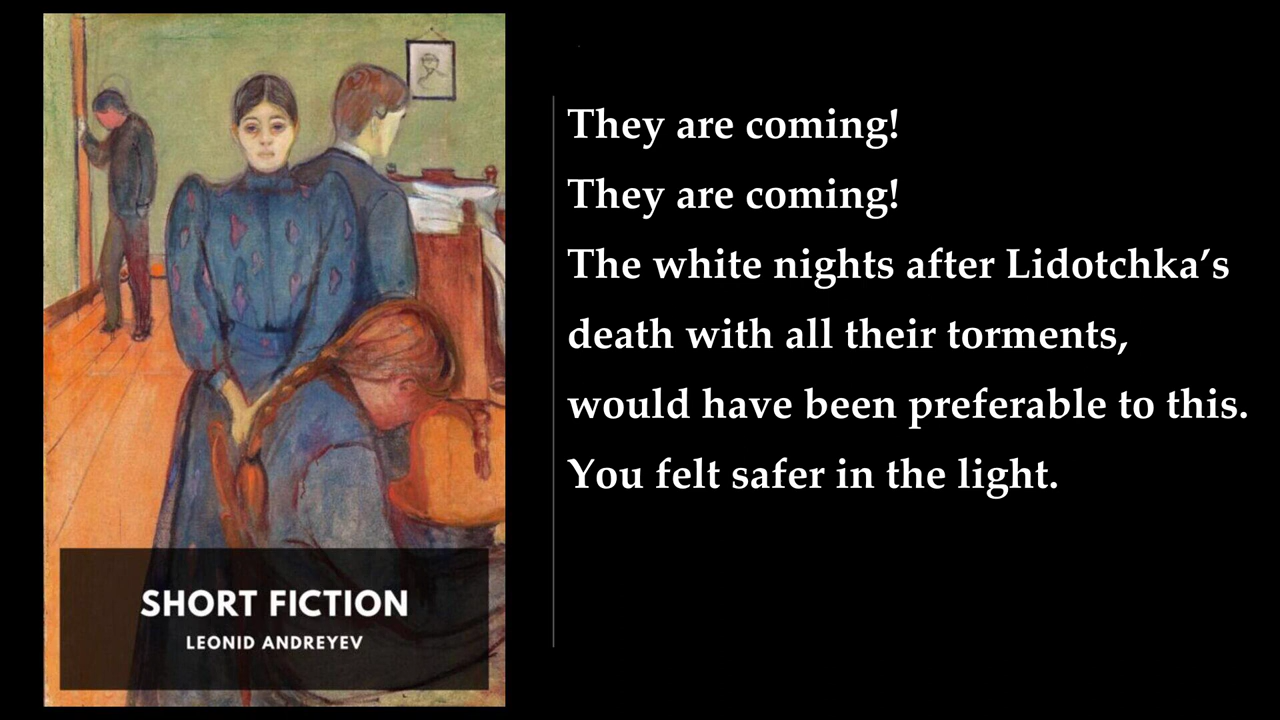 They are coming!
They are coming!
The white nights after Lidotchka’s
death with all their torments,
would have been preferable to this.
You felt safer in the light.
SHORT FICTION
LEONID ANDREYEV